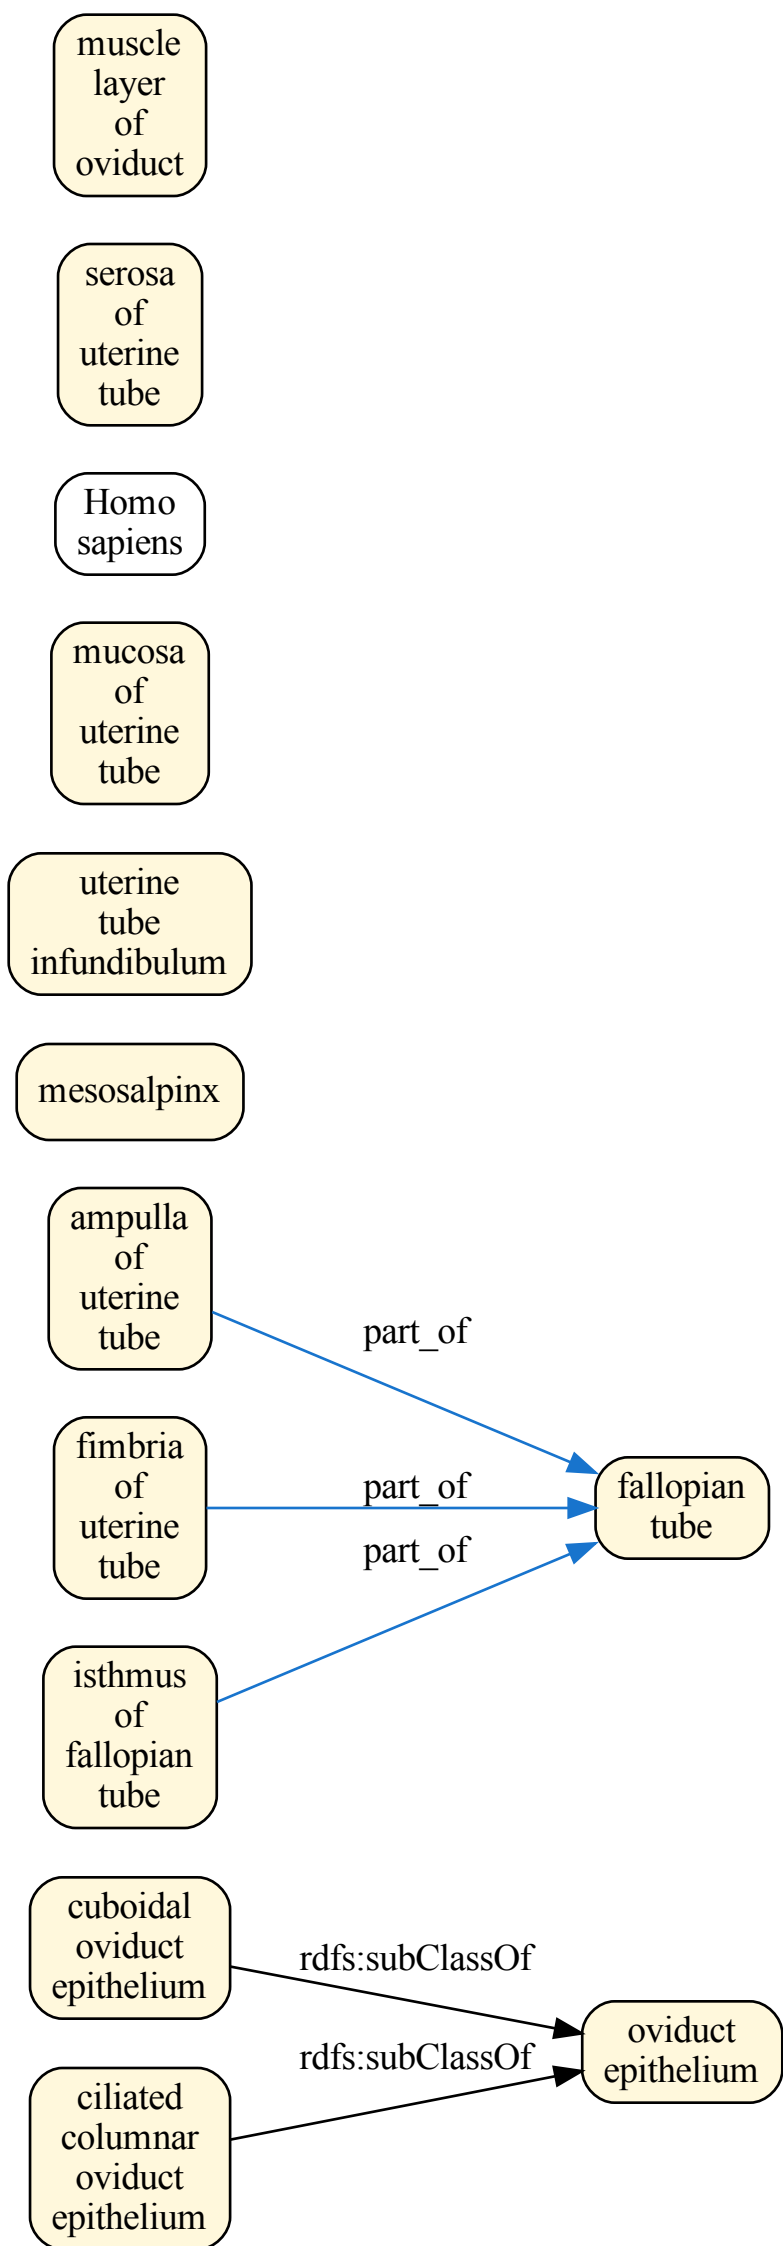 muscle
layer
of
oviduct
serosa
of
uterine
tube
Homo
sapiens
mucosa
of
uterine
tube
uterine
tube
infundibulum
mesosalpinx
ampulla
of
uterine
tube
part_of
fimbria
of
uterine
tube
part_of
fallopian
tube
part_of
isthmus
of
fallopian
tube
cuboidal
oviduct
epithelium
rdfs:subClassOf
oviduct
epithelium
rdfs:subClassOf
ciliated
columnar
oviduct
epithelium